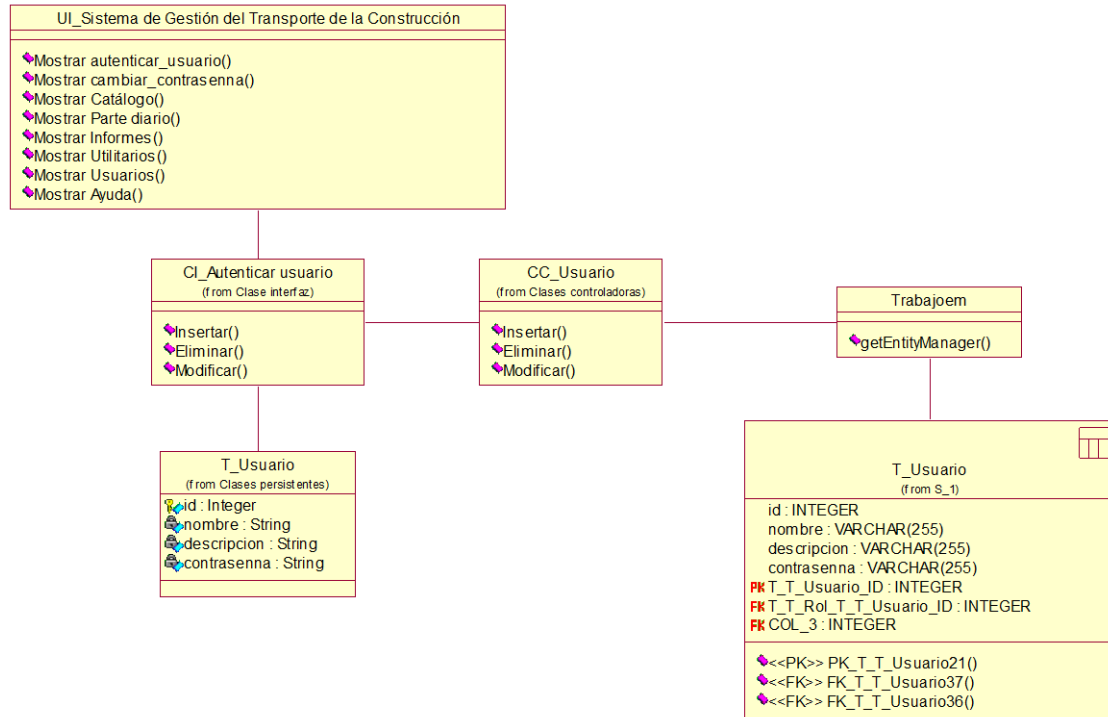 UI_Sistema de Gestión del Transporte de la Construcción
Mostrar autenticar_usuario()
Mostrar cambiar_contrasenna()
Mostrar Catálogo()
Mostrar Parte diario()
Mostrar Informes()
Mostrar Utilitarios()
Mostrar Usuarios()
Mostrar Ayuda()
CI_Autenticar usuario
(from Clase interfaz)
Insertar()
Eliminar()
Modificar()
CC_Usuario
(from Clases controladoras)
Insertar()
Eliminar()
Modificar()
Trabajoem
getEntityManager()
T_Usuario
(from Clases persistentes)
id : Integer
nombre : String
descripcion : String
contrasenna : String
T_Usuario
(from S_1)
id : INTEGER
nombre : VARCHAR(255)
descripcion : VARCHAR(255)
contrasenna : VARCHAR(255)
PK T_T_Usuario_ID : INTEGER
FK T_T_Rol_T_T_Usuario_ID : INTEGER
FK COL_3 : INTEGER
<<PK>> PK_T_T_Usuario21()
<<FK>> FK_T_T_Usuario37()
<<FK>> FK_T_T_Usuario36()